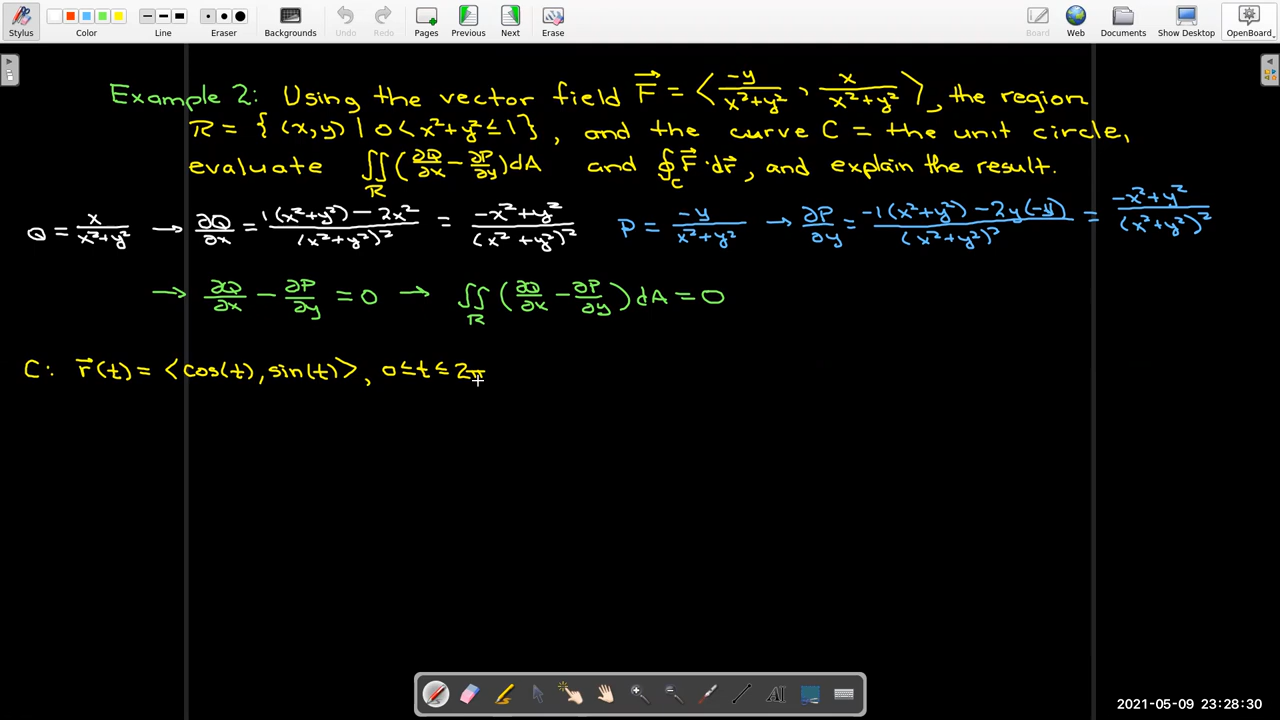 Stylus Color Line Eraser Backgrounds Undo Redo Pages Previous Next Erase Board Web Documents Show Desktop OpenBoard
Example 2: Using the vector field F⃗ = ⟨ -y/(x²+y²) , x/(x²+y²) ⟩, the region
R = { (x,y) | 0 < x²+y² ≤ 1 }, and the curve C = the unit circle,
evaluate ∬_R (∂Q/∂x − ∂P/∂y) dA and ∮_C F⃗ · dr⃗, and explain the result.
Q = x/(x²+y²) → ∂Q/∂x = (1(x²+y²) − 2x²)/(x²+y²)² = (-x²+y²)/(x²+y²)² P = -y/(x²+y²) → ∂P/∂y = (-1(x²+y²) − 2y(-y))/(x²+y²)² = (-x²+y²)/(x²+y²)²
→ ∂Q/∂x − ∂P/∂y = 0 → ∬_R (∂Q/∂x − ∂P/∂y) dA = 0
C: r⃗(t) = ⟨cos(t), sin(t)⟩, 0 ≤ t ≤ 2π
2021-05-09 23:28:30